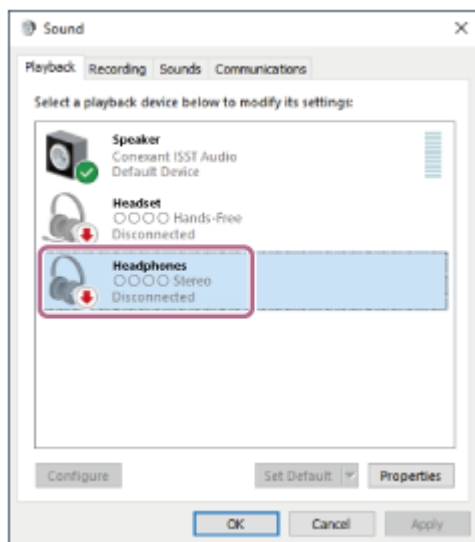 Sound
Playback Recording Sounds Communications
Select a playback device below to modify its settings:
Speaker
Conexant ISST Audio
Default Device
Headset
○○○○ Hands-Free
Disconnected
Headphones
○○○○ Stereo
Disconnected
Configure Set Default Properties
OK Cancel Apply